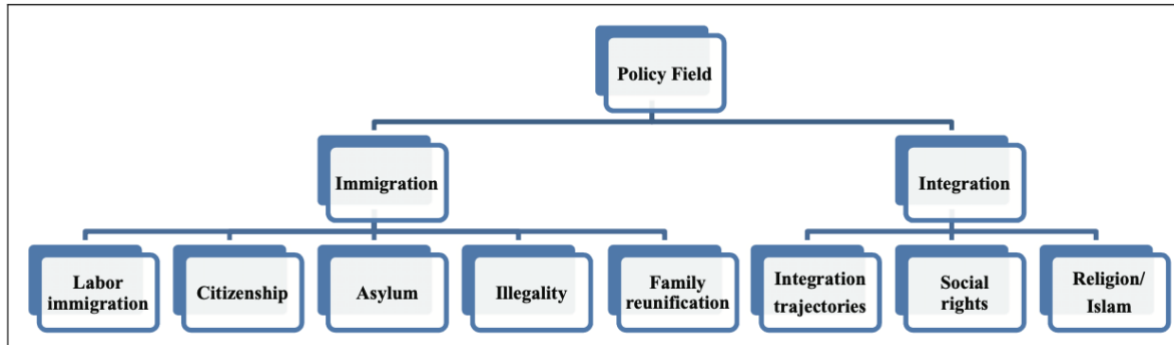 Policy Field
Immigration
Integration
Labor
immigration
Citizenship
Asylum
Illegality
Family
reunification
Integration
trajectories
Social
rights
Religion/
Islam